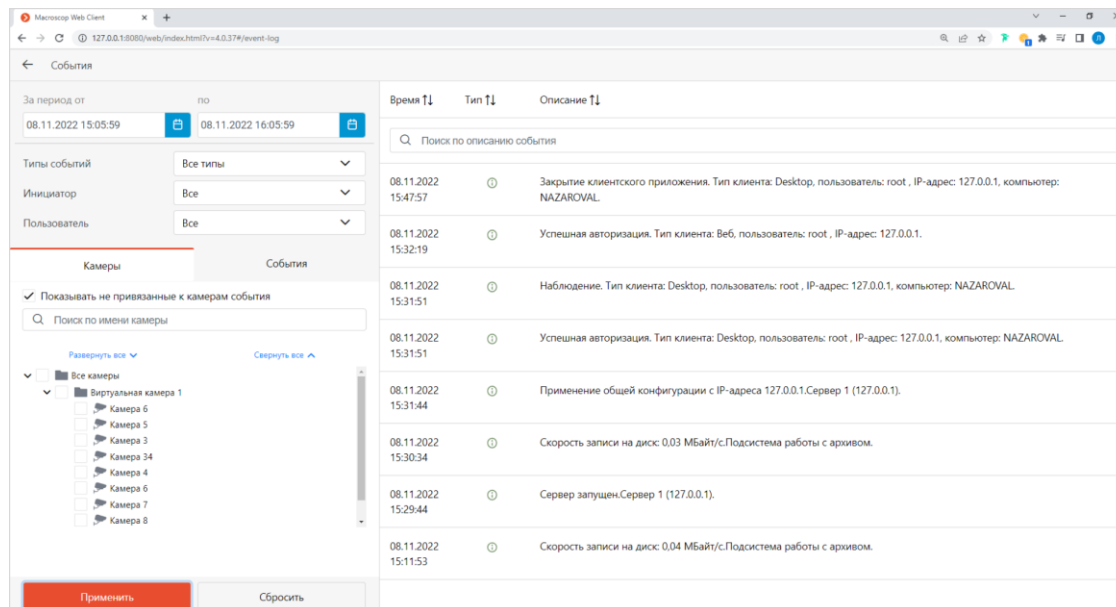 Macroscop Web Client
127.0.0.1:8080/web/index.html?v=4.0.37#/event-log
События
За период от по
08.11.2022 15:05:59 08.11.2022 16:05:59
Типы событий Все типы
Инициатор Все
Пользователь Все
Камеры События
Показывать не привязанные к камерам события
Поиск по имени камеры
Развернуть все Свернуть все
Все камеры
Виртуальная камера 1
Камера 6
Камера 5
Камера 3
Камера 34
Камера 4
Камера 6
Камера 7
Камера 8
Применить Сбросить
Время Тип Описание
Поиск по описанию события
08.11.2022 Закрытие клиентского приложения. Тип клиента: Desktop, пользователь: root , IP-адрес: 127.0.0.1, компьютер:
15:47:57 NAZAROVAL.
08.11.2022 Успешная авторизация. Тип клиента: Веб, пользователь: root , IP-адрес: 127.0.0.1.
15:32:19
08.11.2022 Наблюдение. Тип клиента: Desktop, пользователь: root , IP-адрес: 127.0.0.1, компьютер: NAZAROVAL.
15:31:51
08.11.2022 Успешная авторизация. Тип клиента: Desktop, пользователь: root , IP-адрес: 127.0.0.1, компьютер: NAZAROVAL.
15:31:51
08.11.2022 Применение общей конфигурации с IP-адреса 127.0.0.1.Сервер 1 (127.0.0.1).
15:31:44
08.11.2022 Скорость записи на диск: 0,03 МБайт/с.Подсистема работы с архивом.
15:30:34
08.11.2022 Сервер запущен.Сервер 1 (127.0.0.1).
15:29:44
08.11.2022 Скорость записи на диск: 0,04 МБайт/с.Подсистема работы с архивом.
15:11:53